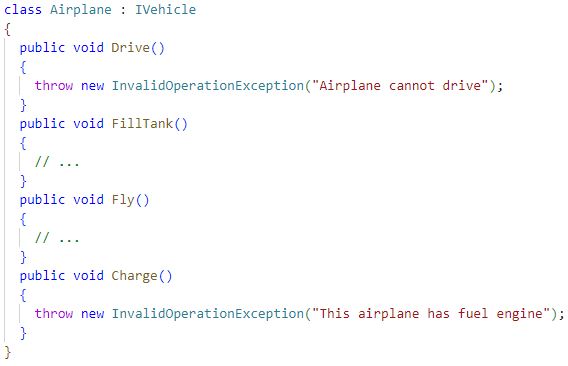 class Airplane : IVehicle
{
  public void Drive()
  {
    throw new InvalidOperationException("Airplane cannot drive");
  }
  public void FillTank()
  {
    // ...
  }
  public void Fly()
  {
    // ...
  }
  public void Charge()
  {
    throw new InvalidOperationException("This airplane has fuel engine");
  }
}